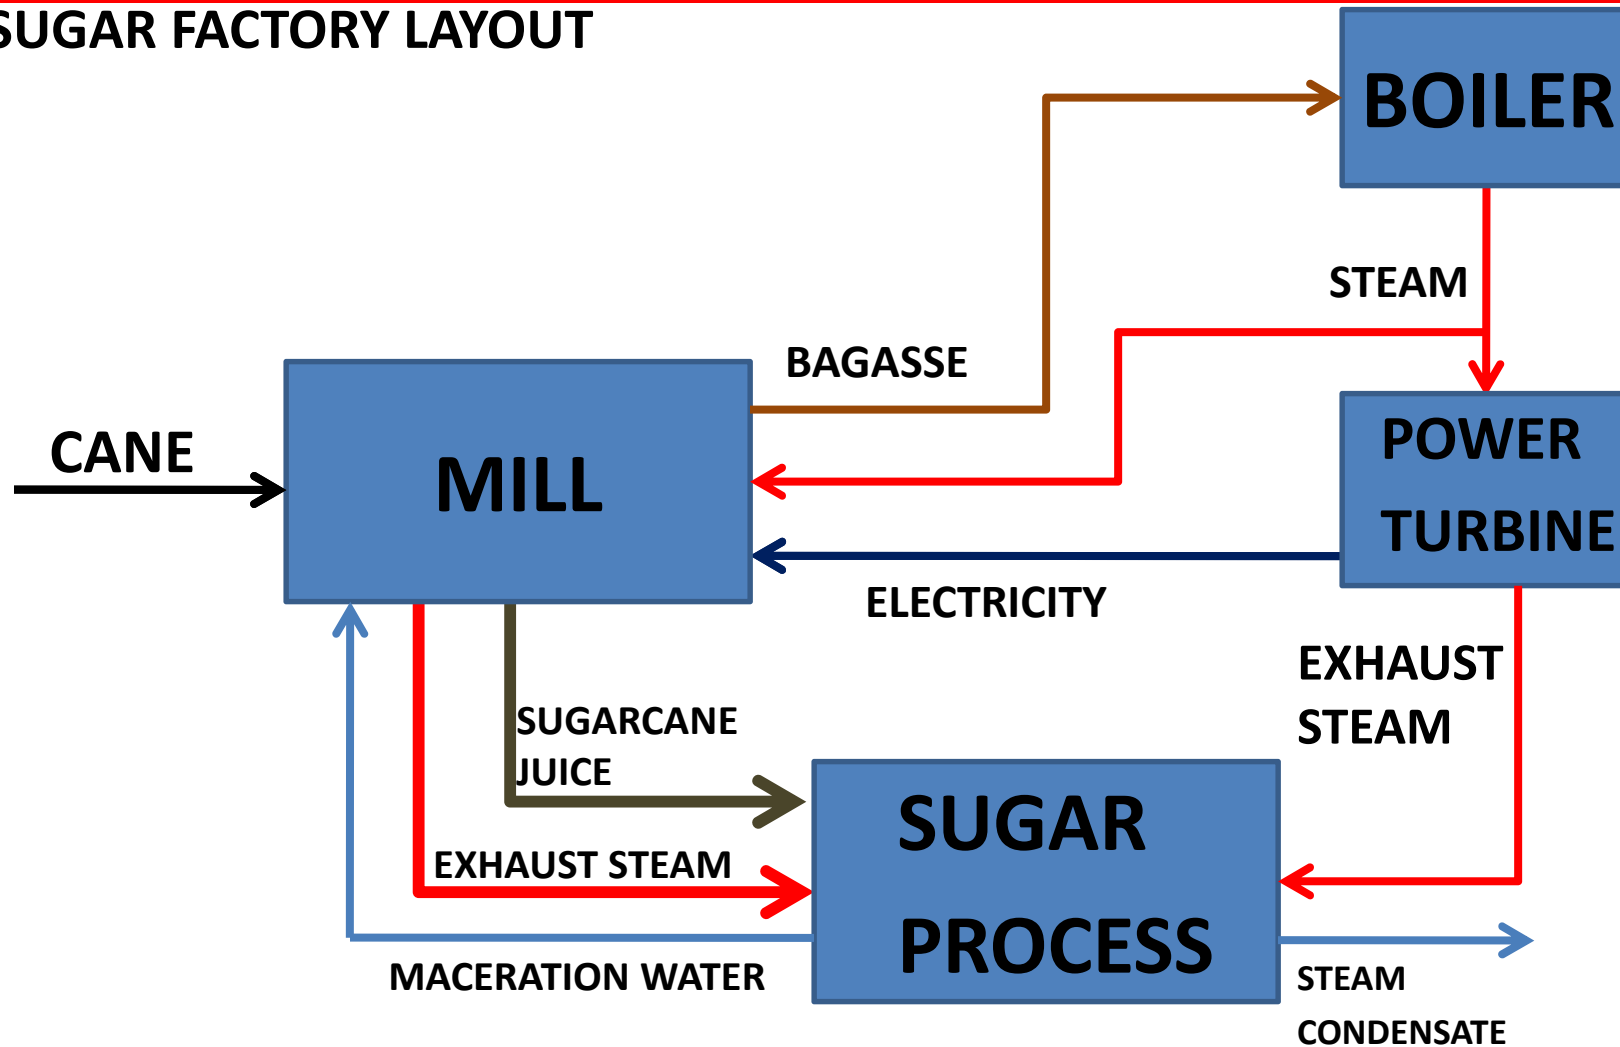 SUGAR FACTORY LAYOUT
BOILER
STEAM
BAGASSE
CANE
MILL
POWER
TURBINE
ELECTRICITY
EXHAUST
STEAM
SUGARCANE
JUICE
SUGAR
PROCESS
EXHAUST STEAM
MACERATION WATER
STEAM
CONDENSATE